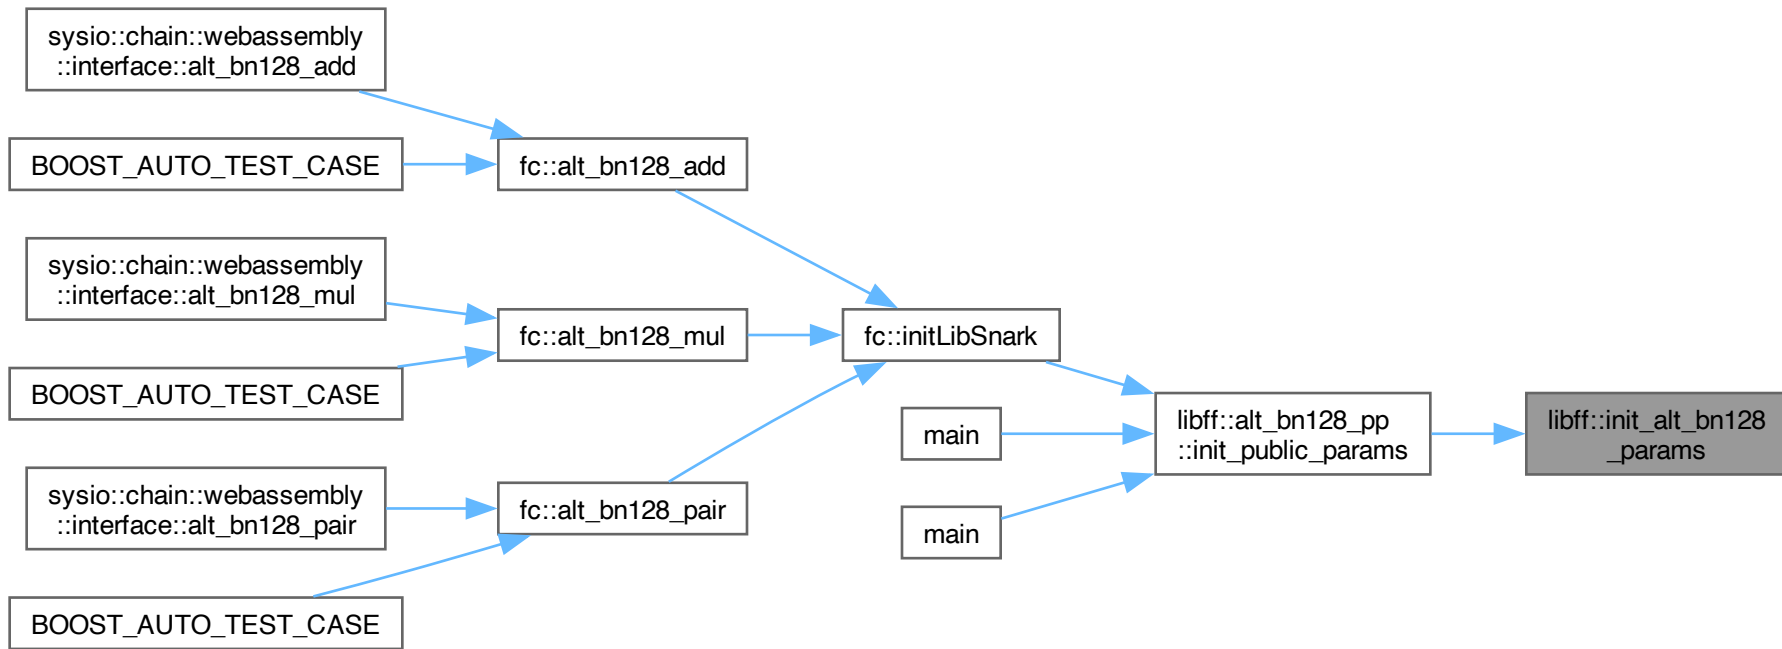 sysio::chain::webassembly
::interface::alt_bn128_add
BOOST_AUTO_TEST_CASE
fc::alt_bn128_add
sysio::chain::webassembly
::interface::alt_bn128_mul
BOOST_AUTO_TEST_CASE
fc::alt_bn128_mul
fc::initLibSnark
sysio::chain::webassembly
::interface::alt_bn128_pair
BOOST_AUTO_TEST_CASE
fc::alt_bn128_pair
main
main
libff::alt_bn128_pp
::init_public_params
libff::init_alt_bn128
_params